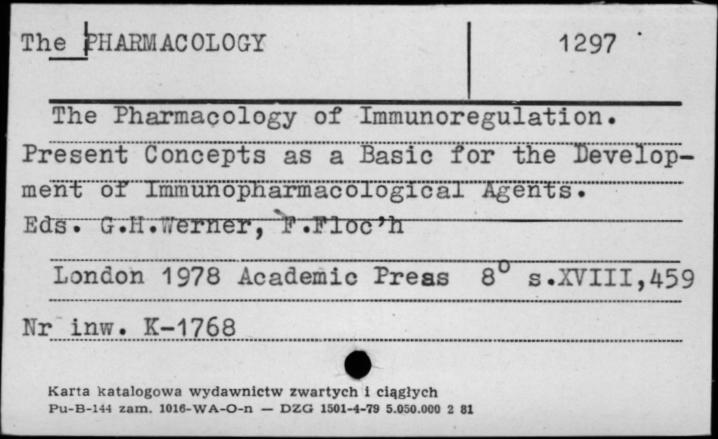 The PHARMACOLOGY 1297
The Pharmacology of Immunoregulation.
Present Concepts as a Basic for the Develop-
ment of Immunopharmacological Agents.
Eds. G.H.Werner, F.Floc'h
London 1978 Academic Press 8° s.XVIII,459
Nr inw. K-1768
Karta katalogowa wydawnictw zwartych i ciągłych
Pu-B-144 zam. 1016-WA-O-n — DZG 1501-4-79 5.050.000 2 81